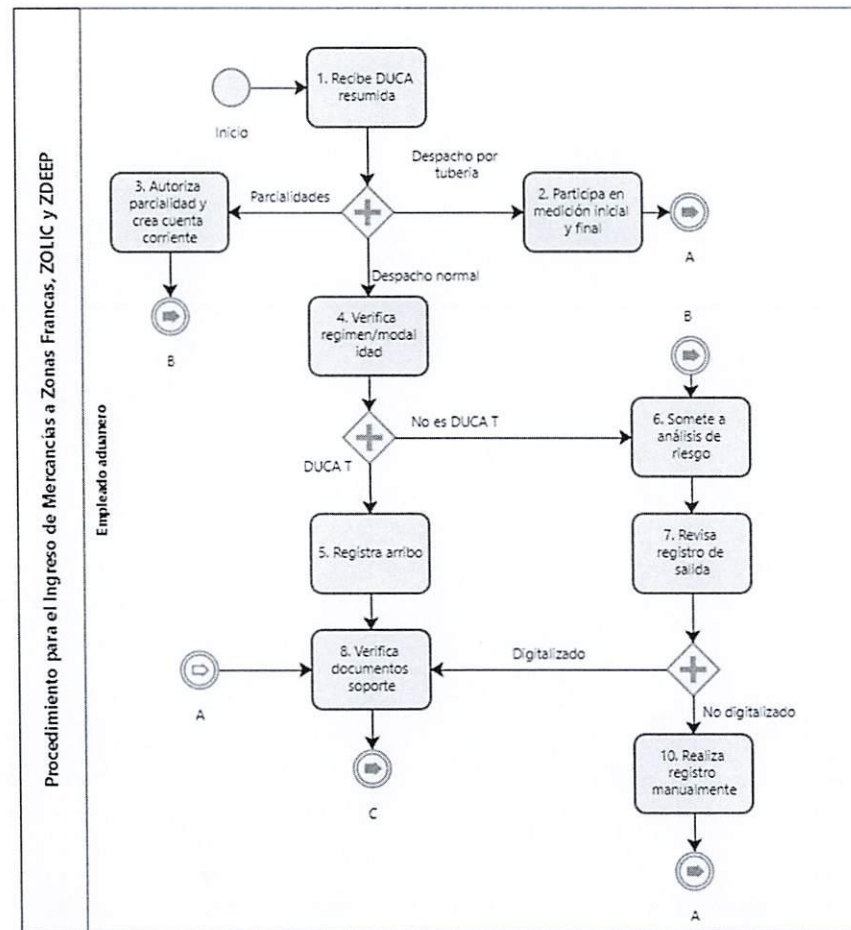 Procedimiento para el Ingreso de Mercancías a Zonas Francas, ZOLIC y ZDEEP
Empleado aduanero
Inicio
1. Recibe DUCA
resumida
Despacho por
tubería
Parcialidades
3. Autoriza
parcialidad y
crea cuenta
corriente
2. Participa en
medición inicial
y final
A
B
Despacho normal
4. Verifica
regimen/modal
idad
B
No es DUCA T
6. Somete a
análisis de
riesgo
DUCA T
5. Registra arribo
7. Revisa
registro de
salida
A
8. Verifica
documentos
soporte
Digitalizado
No digitalizado
C
10. Realiza
registro
manualmente
A